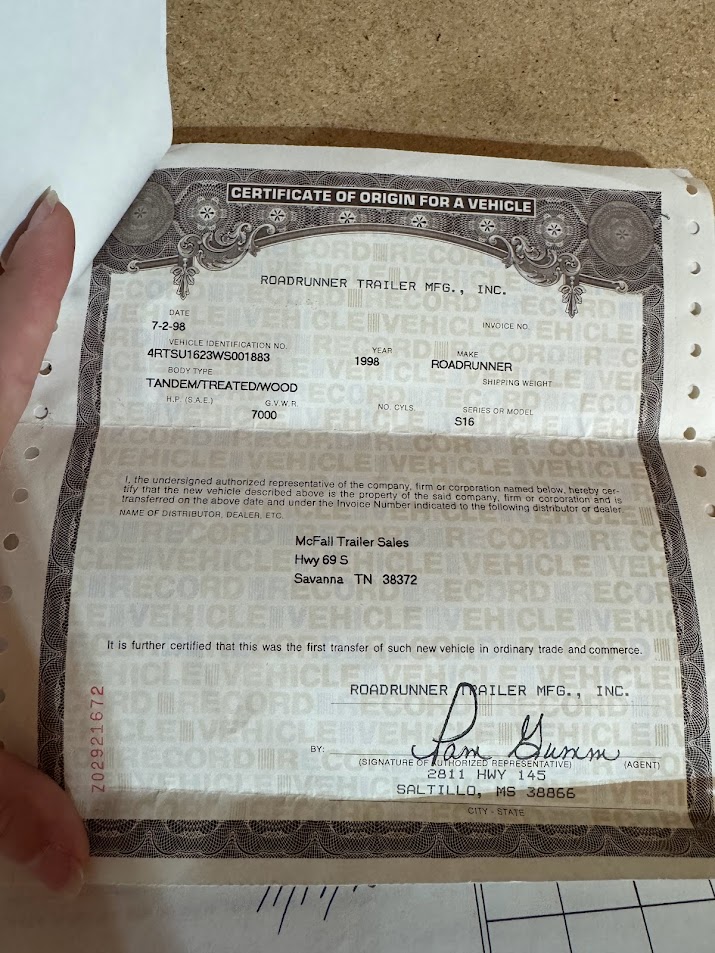 CERTIFICATE OF ORIGIN FOR A VEHICLE
ROADRUNNER TRAILER MFG., INC.
DATE
7-2-98
INVOICE NO.
VEHICLE IDENTIFICATION NO.
4RTSU1623WS001883
YEAR
1998
MAKE
ROADRUNNER
BODY TYPE
TANDEM/TREATED/WOOD
SHIPPING WEIGHT
H.P. (S.A.E.)
G.V.W.R.
7000
NO. CYLS.
SERIES OR MODEL
S16
I, the undersigned authorized representative of the company, firm or corporation named below, hereby cer-
tify that the new vehicle described above is the property of the said company, firm or corporation and is
transferred on the above date and under the Invoice Number indicated to the following distributor or dealer.
NAME OF DISTRIBUTOR, DEALER, ETC.
McFall Trailer Sales
Hwy 69 S
Savanna TN 38372
It is further certified that this was the first transfer of such new vehicle in ordinary trade and commerce.
ROADRUNNER TRAILER MFG., INC.
BY: Pam Gumm
(SIGNATURE OF AUTHORIZED REPRESENTATIVE) (AGENT)
2811 HWY 145
SALTILLO, MS 38866
CITY - STATE
Z02921672